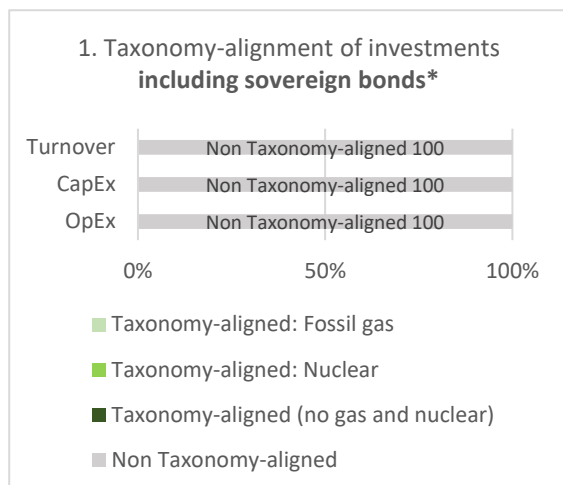 1. Taxonomy-alignment of investments
including sovereign bonds*
Turnover
Non Taxonomy-aligned 100
CapEx
Non Taxonomy-aligned 100
OpEx
Non Taxonomy-aligned 100
0% 50% 100%
Taxonomy-aligned: Fossil gas
Taxonomy-aligned: Nuclear
Taxonomy-aligned (no gas and nuclear)
Non Taxonomy-aligned